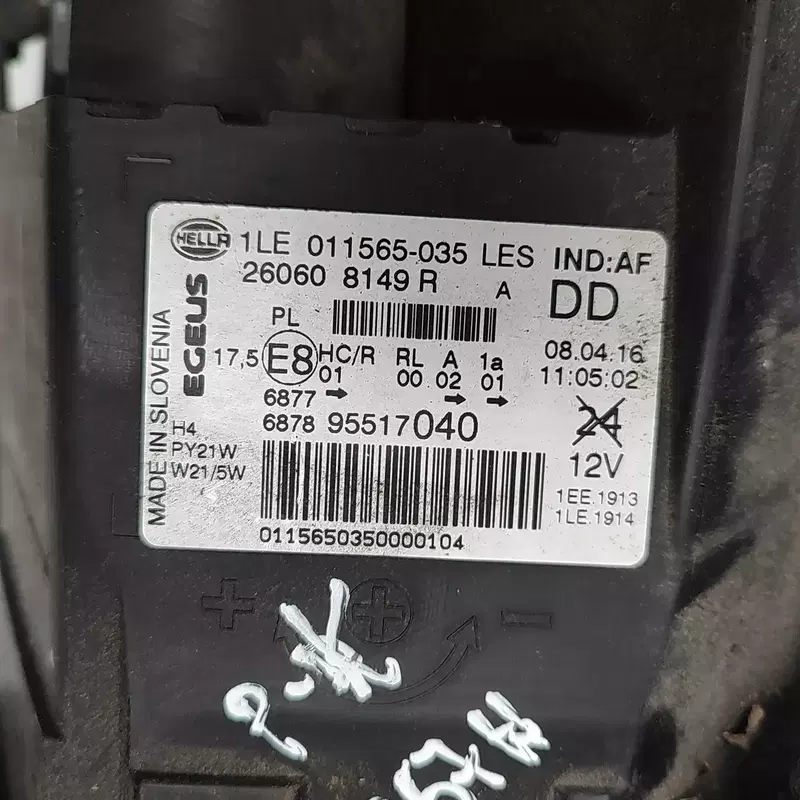 HELLA 1LE 011565-035 LES IND:AF
26060 8149 R A DD
MADE IN SLOVENIA
EGEUS
PL
17,5 E8 HC/R RL A 1a 08.04.16
01 00 02 01 11:05:02
6877 → → →
6878 95517040 24
H4
PY21W 12V
W21/5W
1EE.1913
1LE.1914
0115650350000104